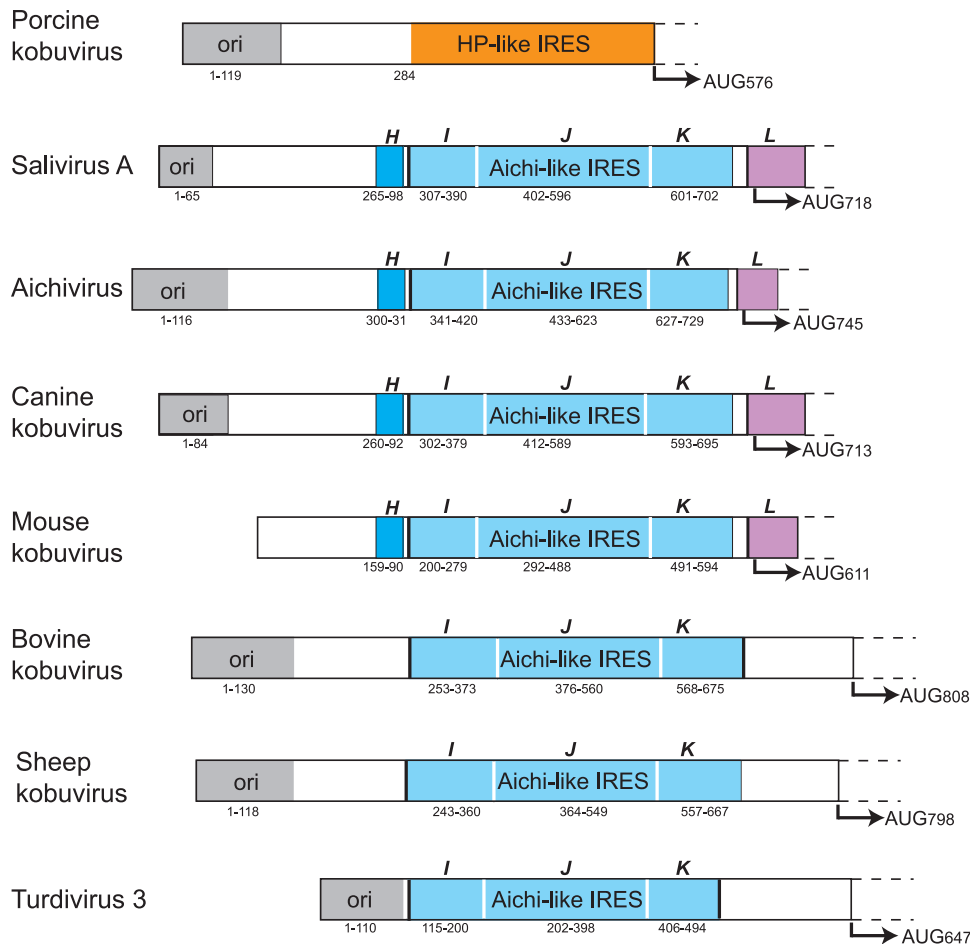 Porcine
kobuvirus
ori
HP-like IRES
1-119
284
AUG576
H I J K L
Salivirus A
ori
Aichi-like IRES
1-65
265-98
307-390
402-596
601-702
AUG718
H I J K L
Aichivirus
ori
Aichi-like IRES
1-116
300-31
341-420
433-623
627-729
AUG745
H I J K L
Canine
kobuvirus
ori
Aichi-like IRES
1-84
260-92
302-379
412-589
593-695
AUG713
H I J K L
Mouse
kobuvirus
Aichi-like IRES
159-90
200-279
292-488
491-594
AUG611
I J K
Bovine
kobuvirus
ori
Aichi-like IRES
1-130
253-373
376-560
568-675
AUG808
I J K
Sheep
kobuvirus
ori
Aichi-like IRES
1-118
243-360
364-549
557-667
AUG798
I J K
Turdivirus 3
ori
Aichi-like IRES
1-110
115-200
202-398
406-494
AUG647